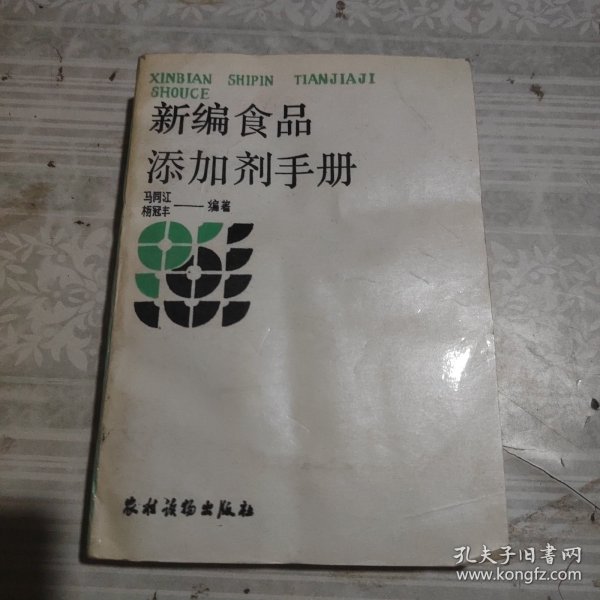 XINBIAN SHIPIN TIANJIAJI
SHOUCE
新编食品
添加剂手册
马同江
杨冠丰——编著
农村读物出版社
孔夫子旧书网
www.kongfz.com